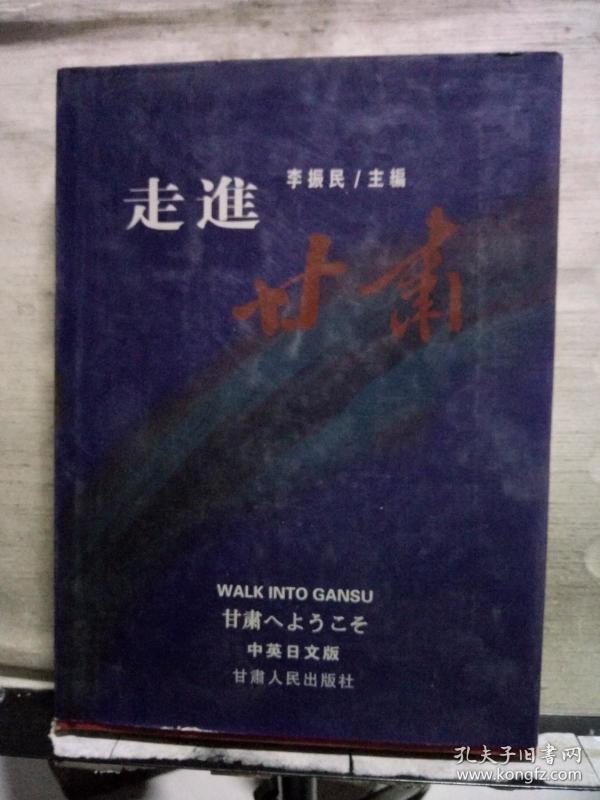 李振民/主編
走進
甘肅
WALK INTO GANSU
甘粛へようこそ
中英日文版
甘肅人民出版社
孔夫子旧书网
www.kongfz.com